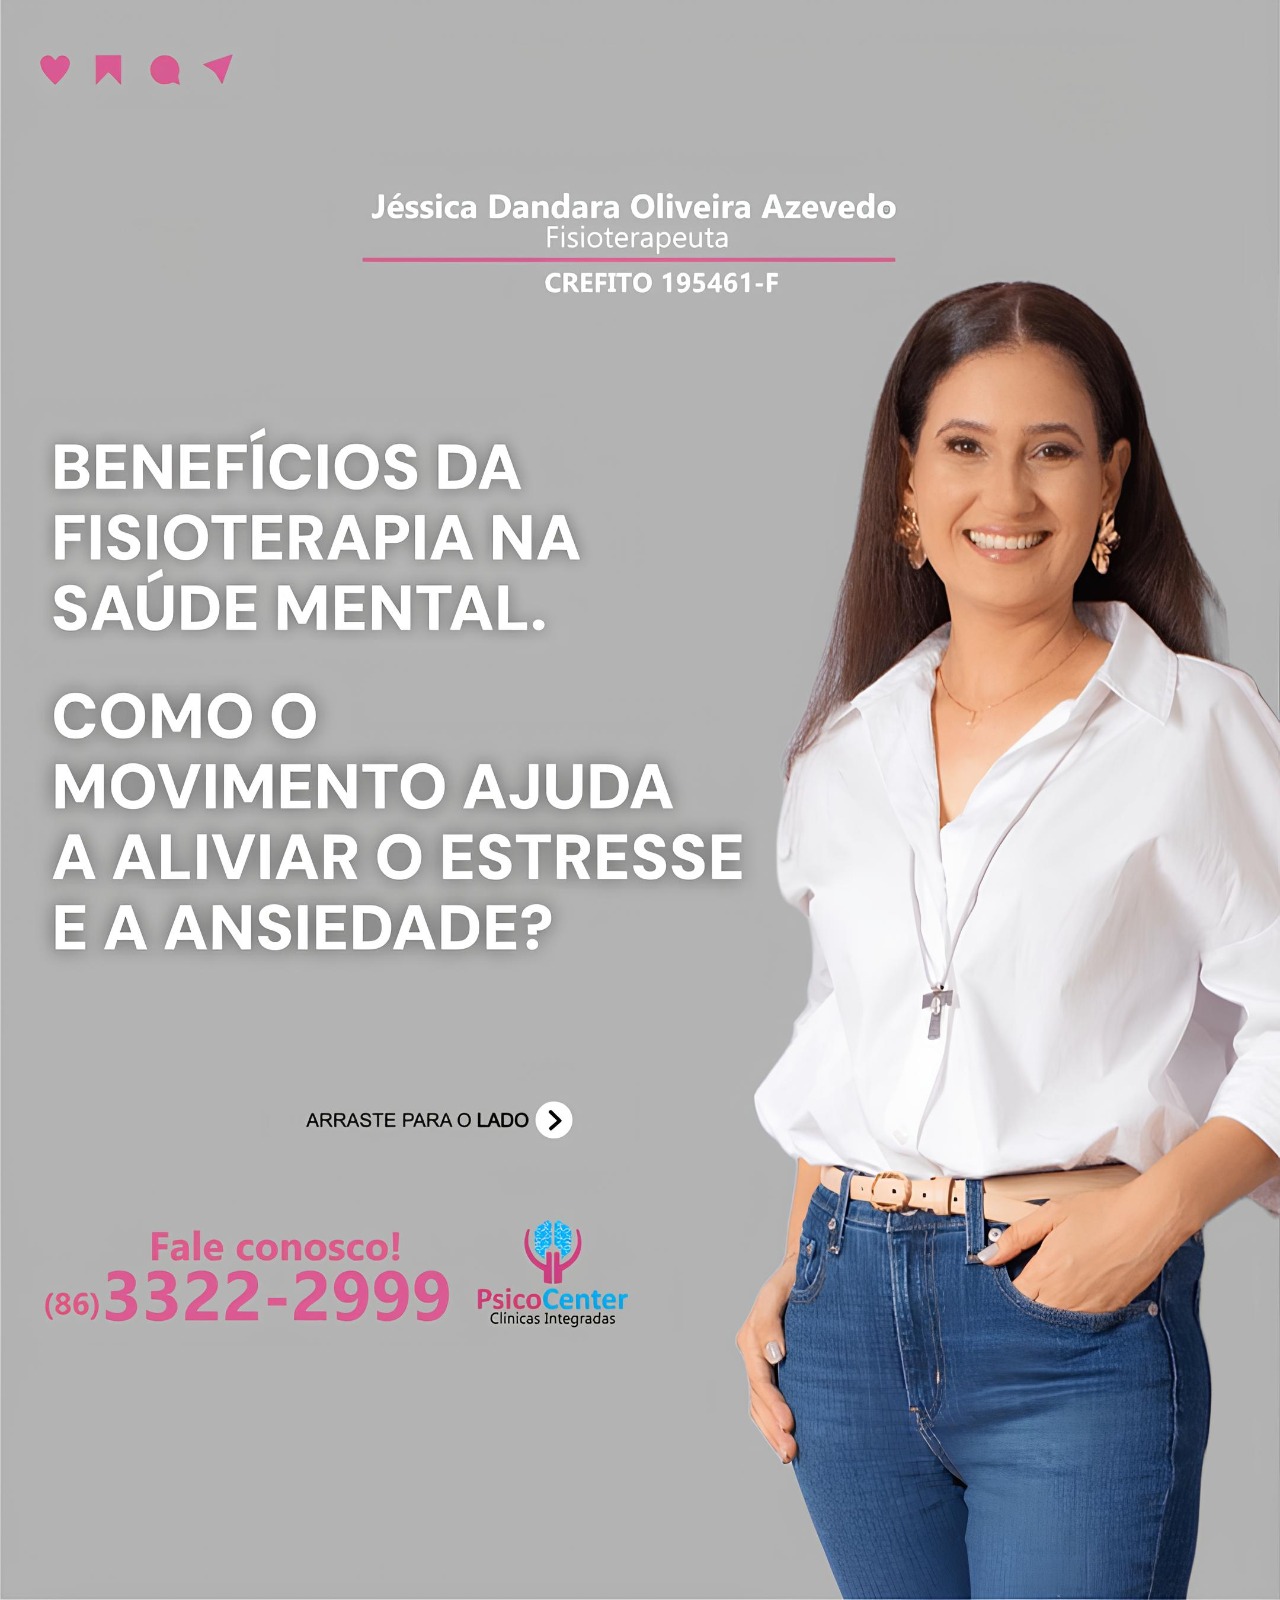 Jéssica Dandara Oliveira Azevedo
Fisioterapeuta
CREFITO 195461-F
BENEFÍCIOS DA
FISIOTERAPIA NA
SAÚDE MENTAL.
COMO O
MOVIMENTO AJUDA
A ALIVIAR O ESTRESSE
E A ANSIEDADE?
ARRASTE PARA O LADO
Fale conosco!
(86)3322-2999
PsicoCenter
Clínicas Integradas